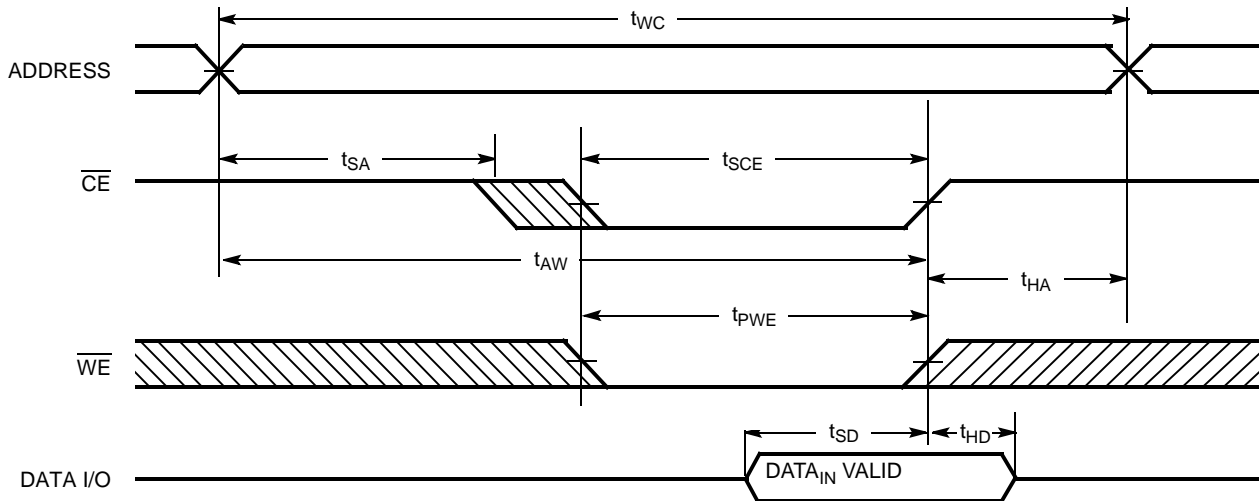 tWC
ADDRESS
tSA
tSCE
CE
tAW
tHA
tPWE
WE
tSD
tHD
DATA I/O
DATAIN VALID